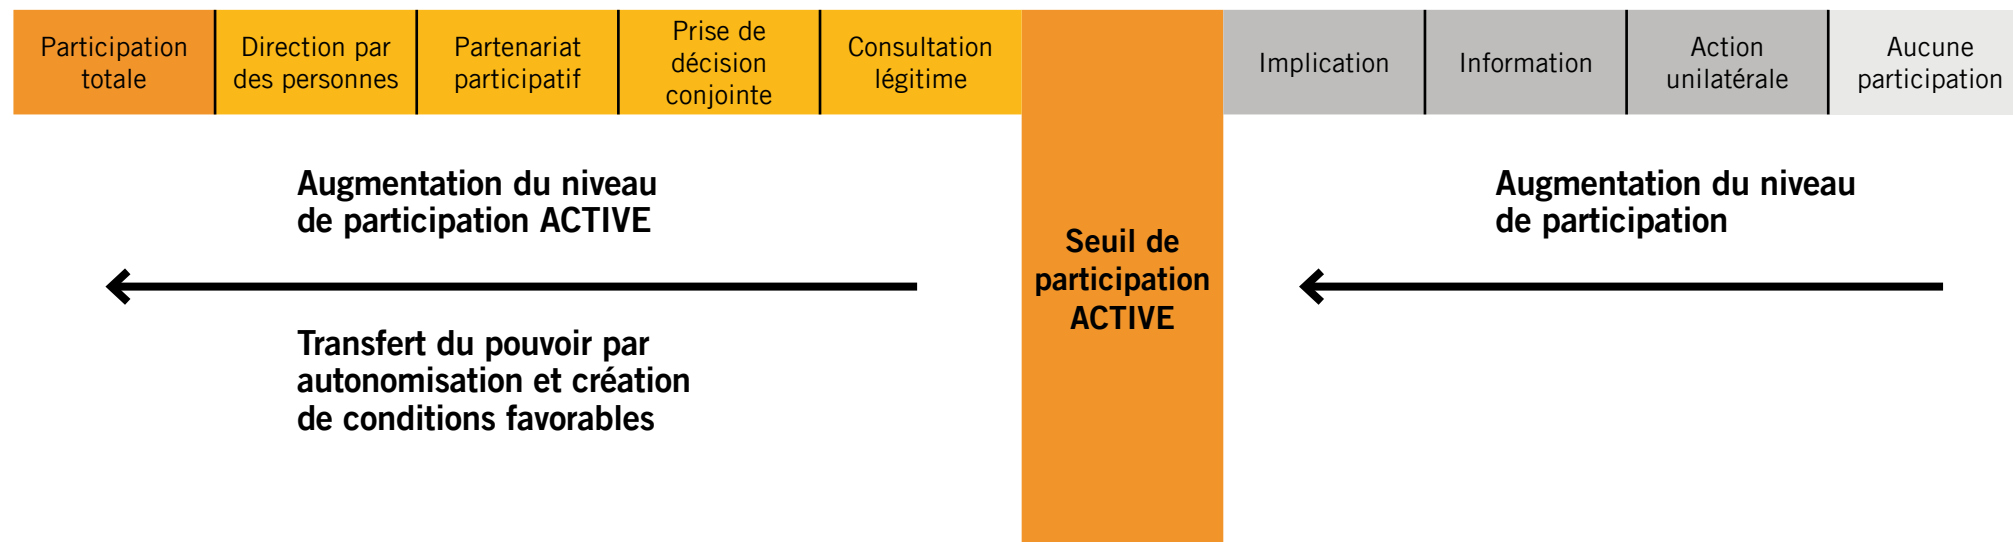 Participation
totale
Direction par
des personnes
Partenariat
participatif
Prise de
décision
conjointe
Consultation
légitime
Implication
Information
Action
unilatérale
Aucune
participation
Augmentation du niveau
de participation ACTIVE
Transfert du pouvoir par
autonomisation et création
de conditions favorables
Seuil de
participation
ACTIVE
Augmentation du niveau
de participation